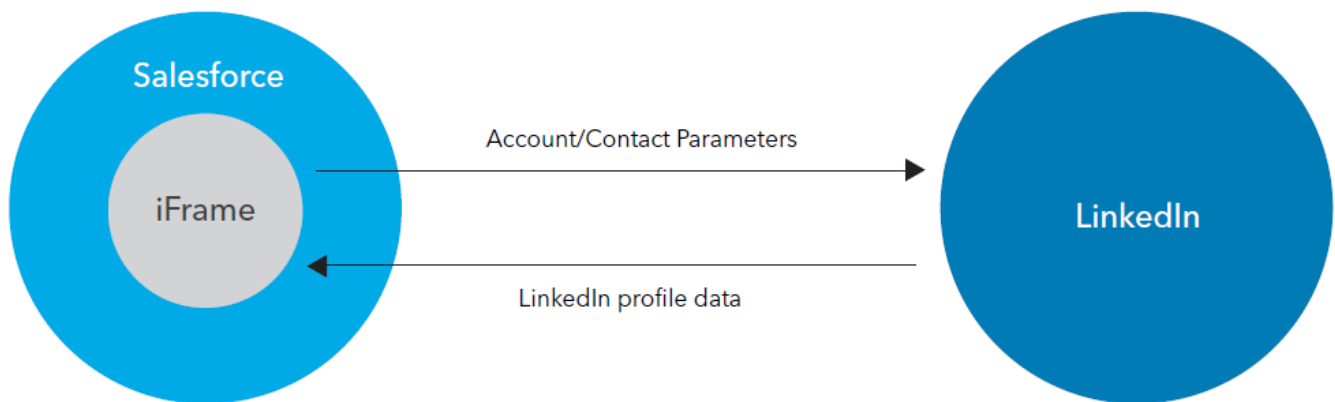 Salesforce
iFrame
Account/Contact Parameters
LinkedIn profile data
LinkedIn